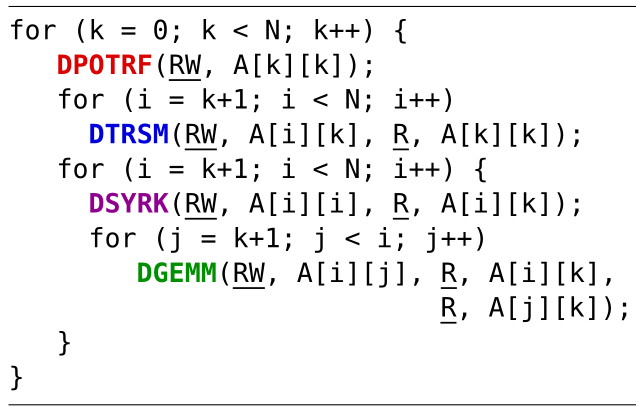 for (k = 0; k < N; k++) {
   DPOTRF(RW, A[k][k]);
   for (i = k+1; i < N; i++)
     DTRSM(RW, A[i][k], R, A[k][k]);
   for (i = k+1; i < N; i++) {
     DSYRK(RW, A[i][i], R, A[i][k]);
     for (j = k+1; j < i; j++)
        DGEMM(RW, A[i][j], R, A[i][k],
                           R, A[j][k]);
   }
}